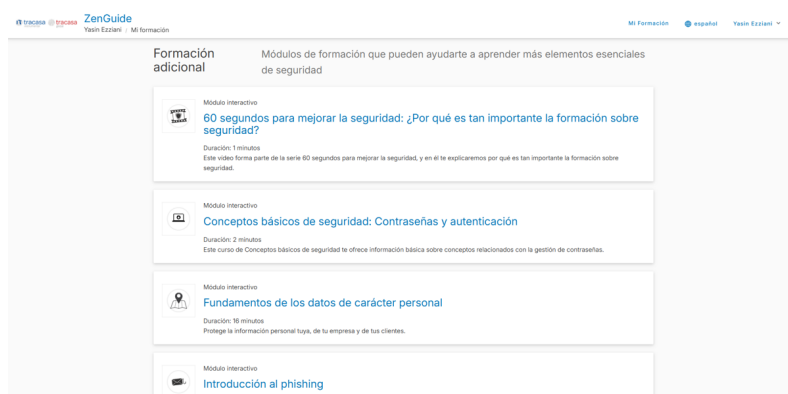 tracasa tracasa
ZenGuide
Yasin Ezziani | Mi formación
Mi Formación
español
Yasin Ezziani
Formación adicional
Módulos de formación que pueden ayudarte a aprender más elementos esenciales
de seguridad
Módulo interactivo
60 segundos para mejorar la seguridad: ¿Por qué es tan importante la formación sobre
seguridad?
Duración: 1 minutos
Este video forma parte de la serie 60 segundos para mejorar la seguridad, y en él te explicaremos por qué es tan importante la formación sobre
seguridad.
Módulo interactivo
Conceptos básicos de seguridad: Contraseñas y autenticación
Duración: 2 minutos
Este curso de Conceptos básicos de seguridad te ofrece información básica sobre conceptos relacionados con la gestión de contraseñas.
Módulo interactivo
Fundamentos de los datos de carácter personal
Duración: 16 minutos
Protege la información personal tuya, de tu empresa y de tus clientes.
Módulo interactivo
Introducción al phishing